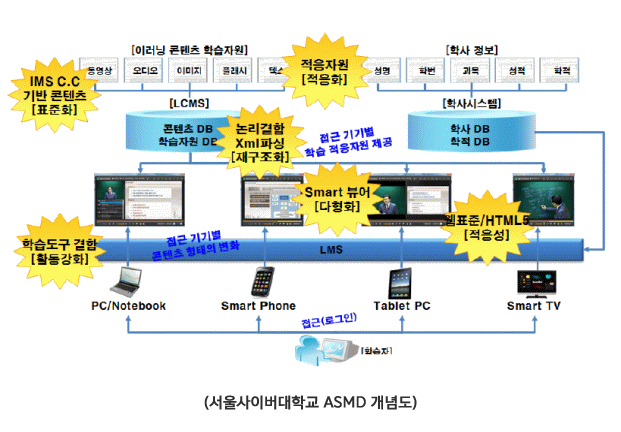 [이러닝 콘텐츠 학습자원]
[학사 정보]
동영상
오디오
이미지
플래시
성명
학번
과목
성적
학적
IMS C.C
기반 콘텐츠
[표준화]
적응자원
[적응화]
[LCMS]
[학사시스템]
콘텐츠 DB
학습자원 DB
논리결합
Xml파싱
[재구조화]
접근 기기별
학습 적응자원 제공
학사 DB
학적 DB
Smart 뷰어
[다형화]
웹표준/HTML5
[적응성]
학습도구 결합
[활동강화]
접근 기기별
콘텐츠 형태의 변화
LMS
PC/Notebook
Smart Phone
Tablet PC
Smart TV
접근(로그인)
[학습자]
(서울사이버대학교 ASMD 개념도)